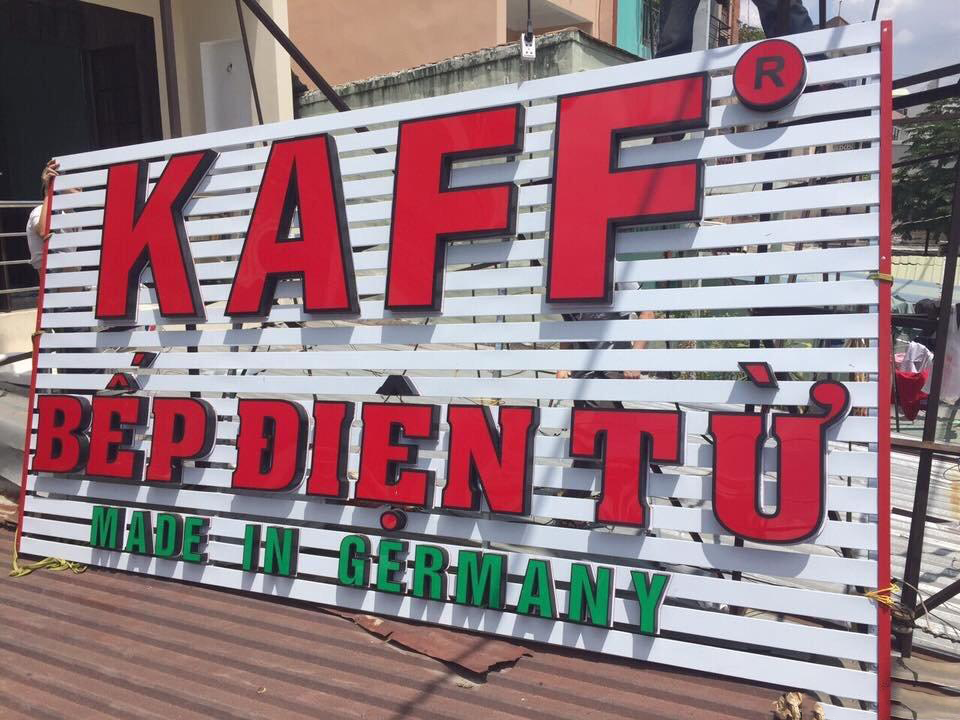 KAFF®
BẾP ĐIỆN TỪ
MADE IN GERMANY